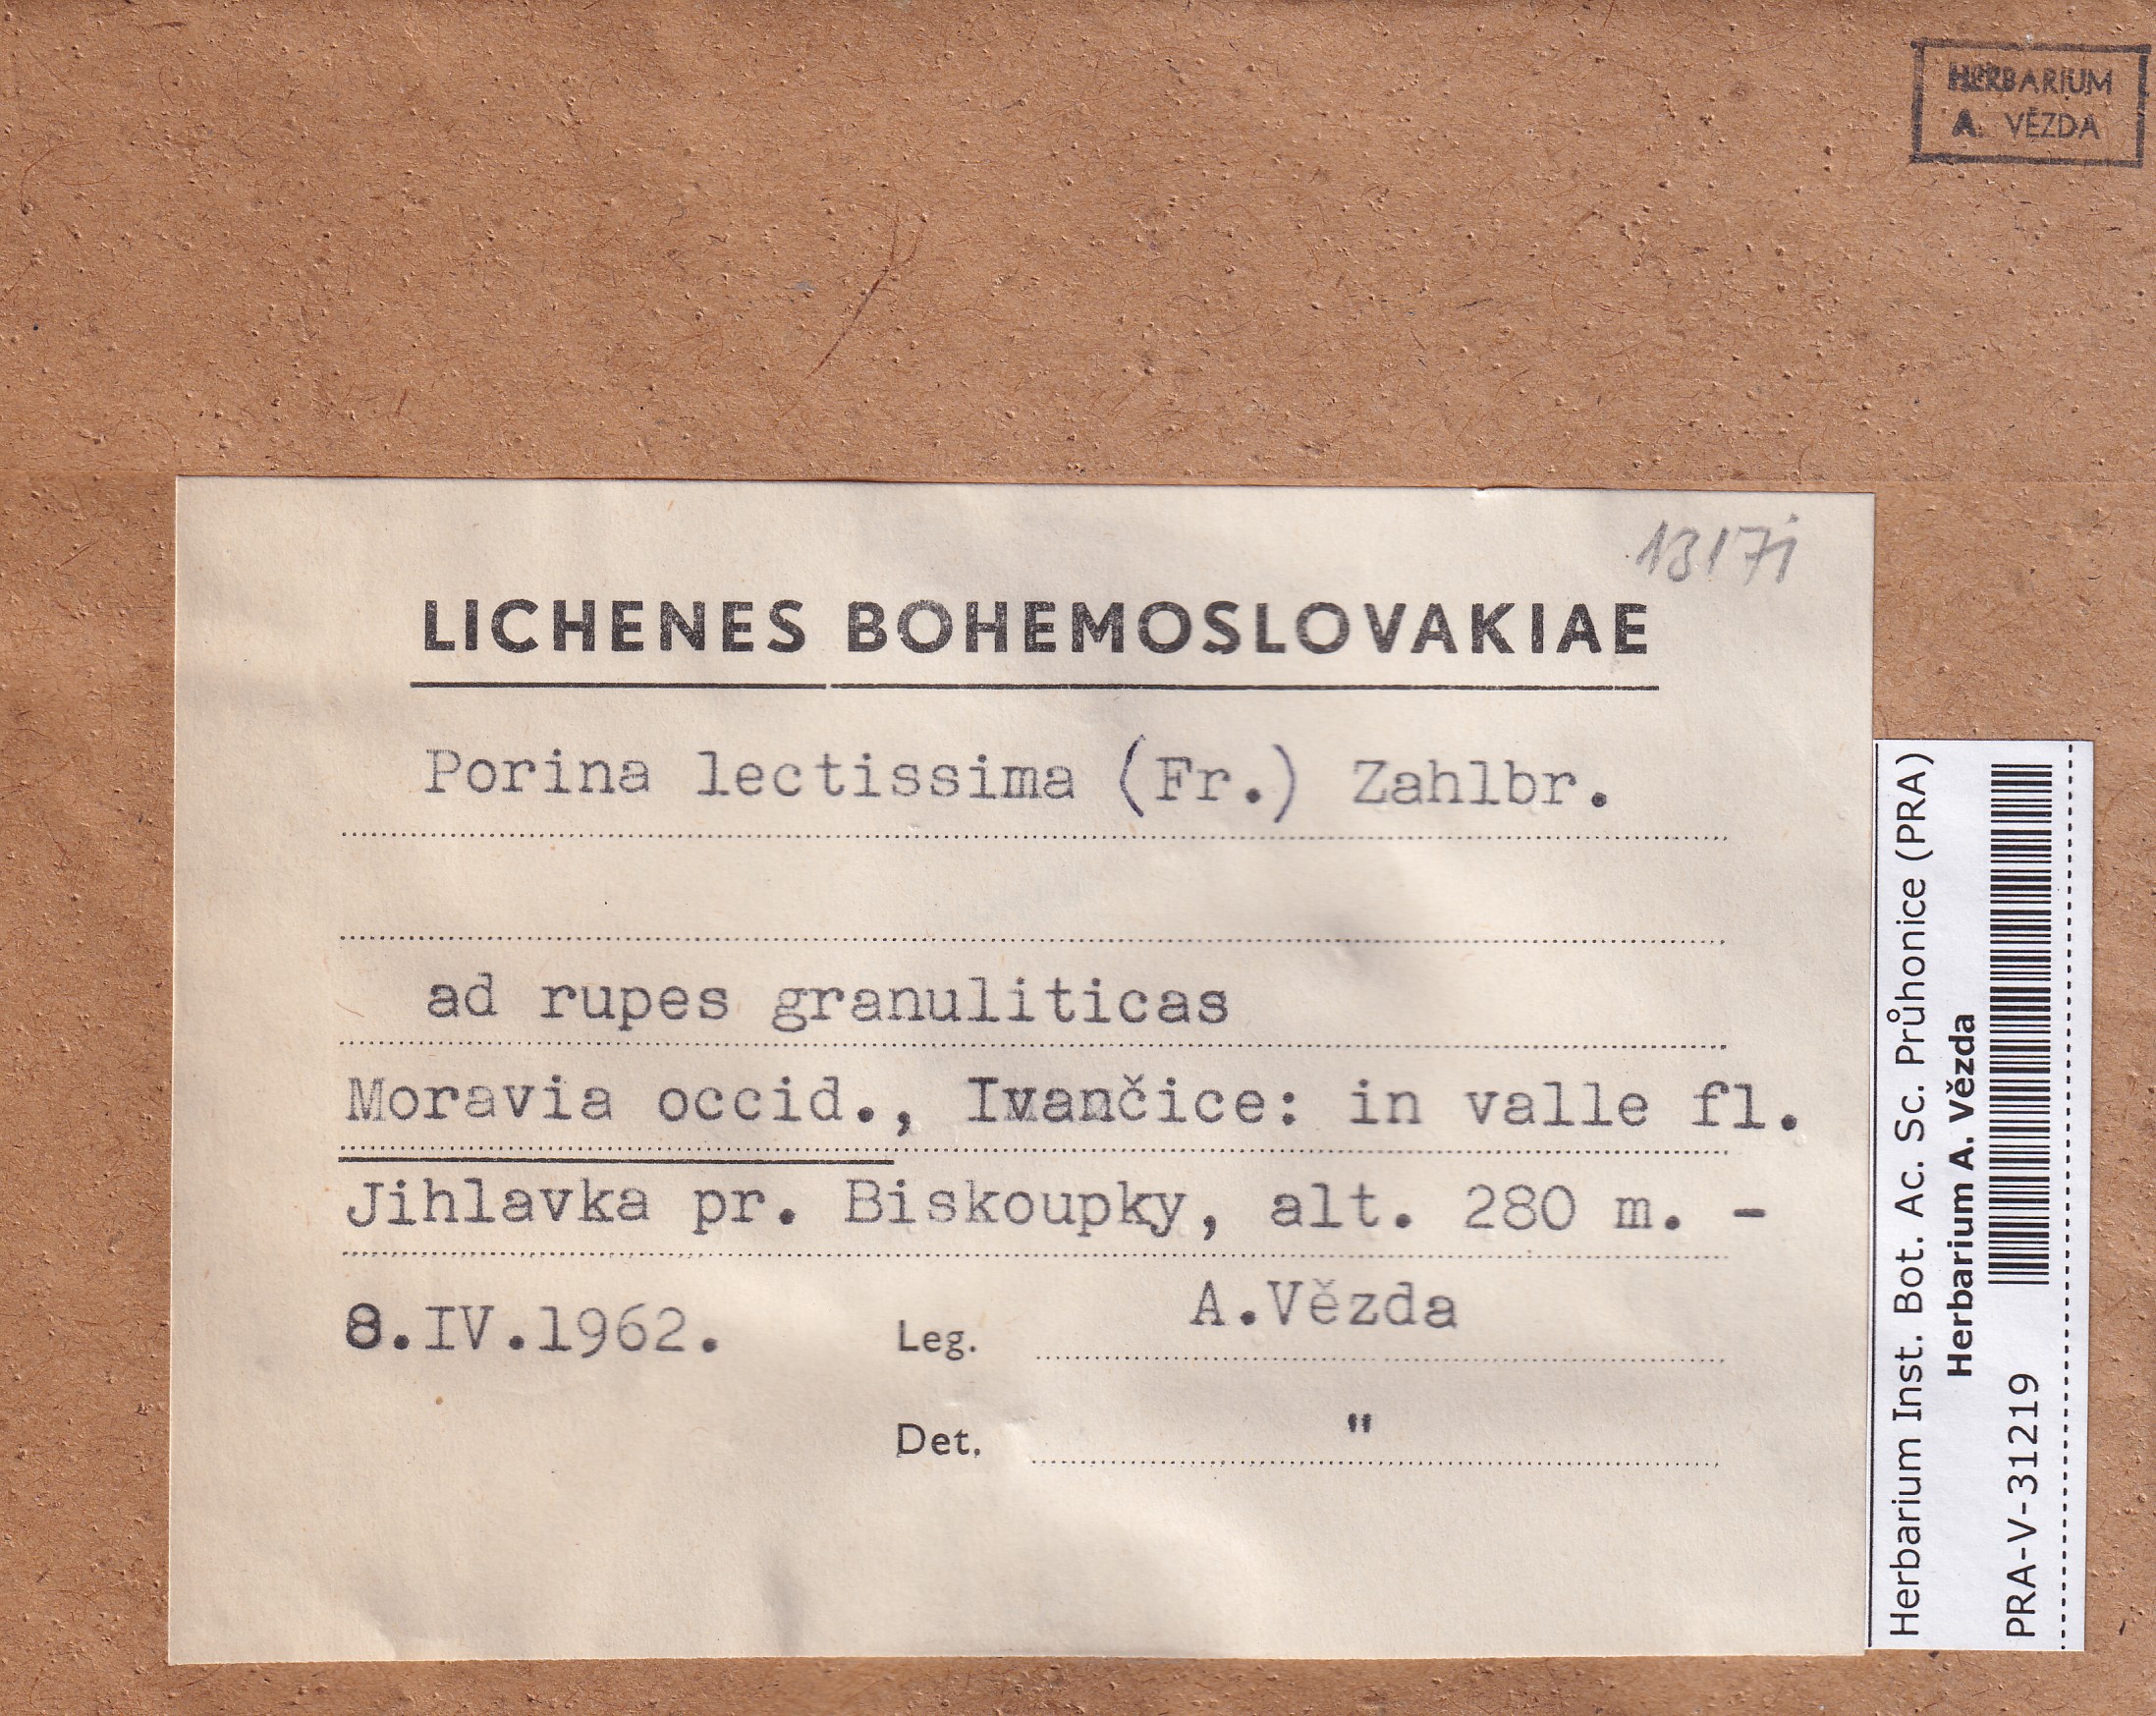 HERBARIUM
A. VĚZDA
1317i
LICHENES BOHEMOSLOVAKIAE
Porina lectissima (Fr.) Zahlbr.
ad rupes granuliticas
Moravia occid., Ivančice: in valle fl.
Jihlavka pr. Biskoupky, alt. 280 m. -
8.IV.1962. Leg. A.Vězda
Det. "
Herbarium Inst. Bot. Ac. Sc. Průhonice (PRA)
Herbarium A. Vězda
PRA-V-31219